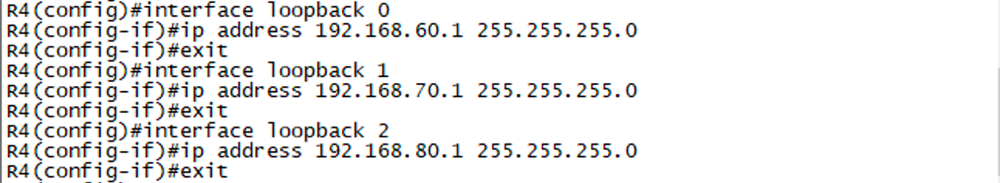 R4(config)#interface loopback 0
R4(config-if)#ip address 192.168.60.1 255.255.255.0
R4(config-if)#exit
R4(config)#interface loopback 1
R4(config-if)#ip address 192.168.70.1 255.255.255.0
R4(config-if)#exit
R4(config)#interface loopback 2
R4(config-if)#ip address 192.168.80.1 255.255.255.0
R4(config-if)#exit